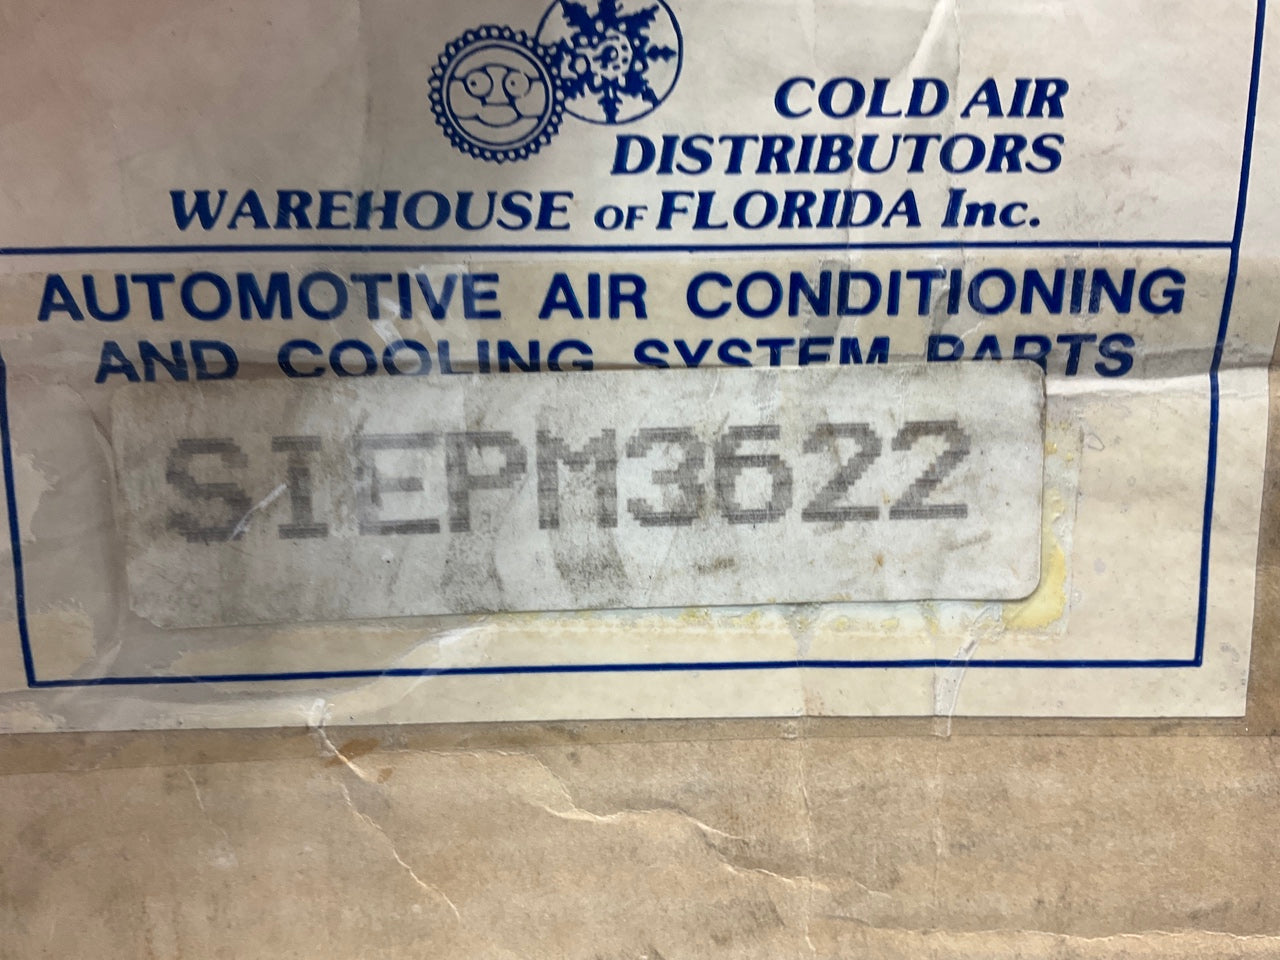 COLD AIR
DISTRIBUTORS
WAREHOUSE OF FLORIDA Inc.
AUTOMOTIVE AIR CONDITIONING
AND COOLING SYSTEM PARTS
SIEPM3622